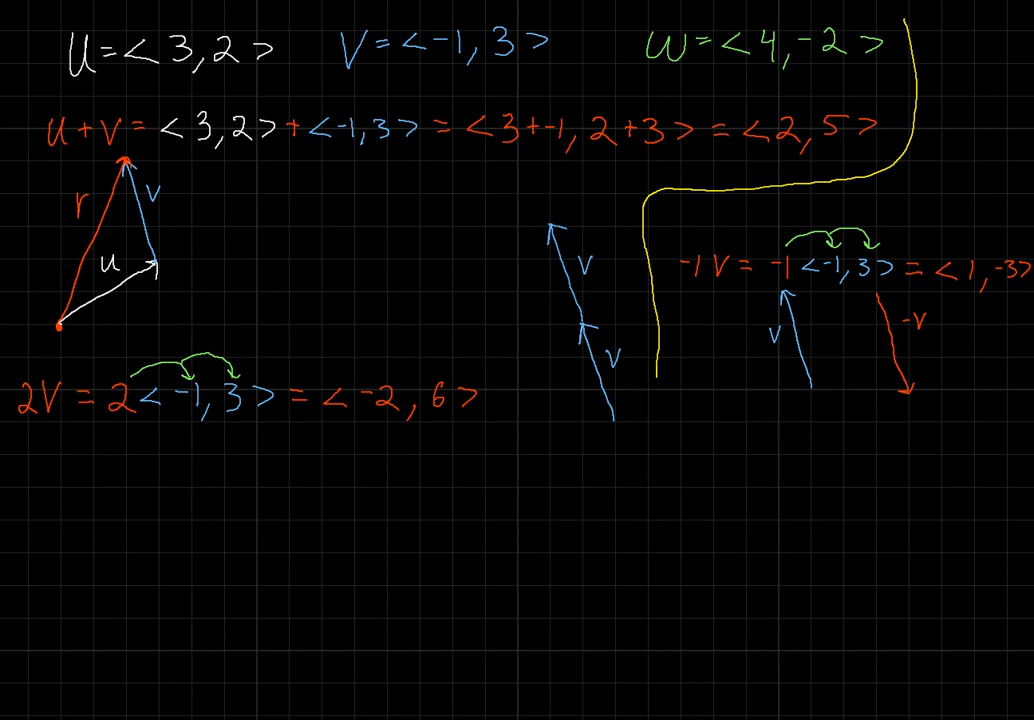 U=<3,2> V=<-1,3> W=<4,-2>
u+v=<3,2>+<-1,3>=<3+-1,2+3>=<2,5>
r
v
u
v
v
-1V=-1<-1,3>=<1,-3>
v
-v
2V=2<-1,3>=<-2,6>